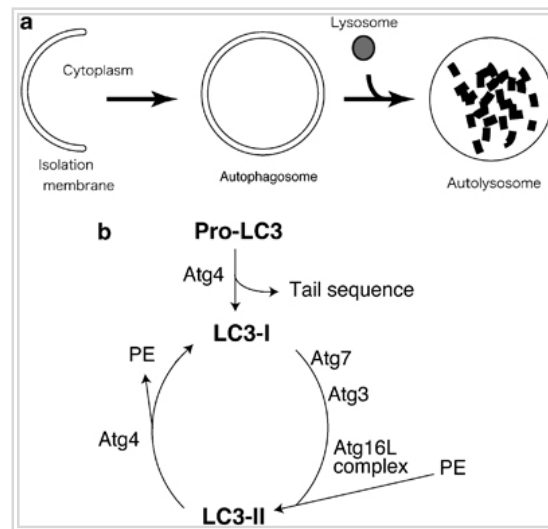 a
Lysosome
Cytoplasm
Isolation
membrane
Autophagosome
Autolysosome
b
Pro-LC3
Atg4
Tail sequence
LC3-I
PE
Atg7
Atg3
Atg4
Atg16L
complex
PE
LC3-II